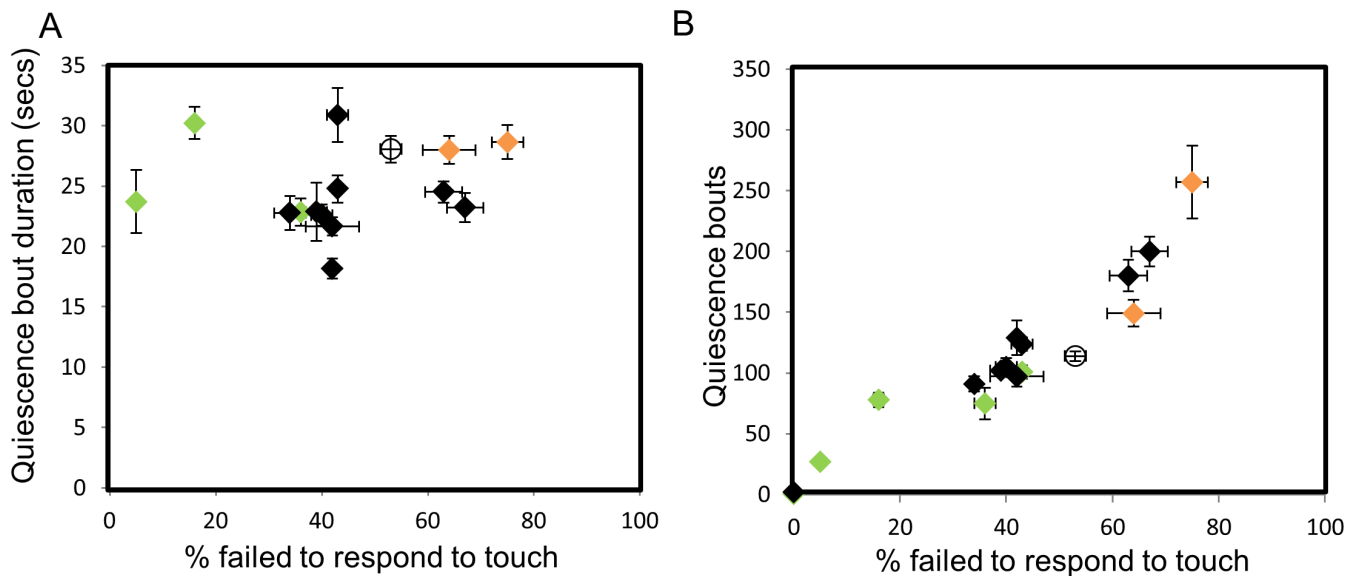 A
Quiescence bout duration (secs)
35
30
25
20
15
10
5
0
0 20 40 60 80 100
% failed to respond to touch
B
Quiescence bouts
350
300
250
200
150
100
50
0
0 20 40 60 80 100
% failed to respond to touch